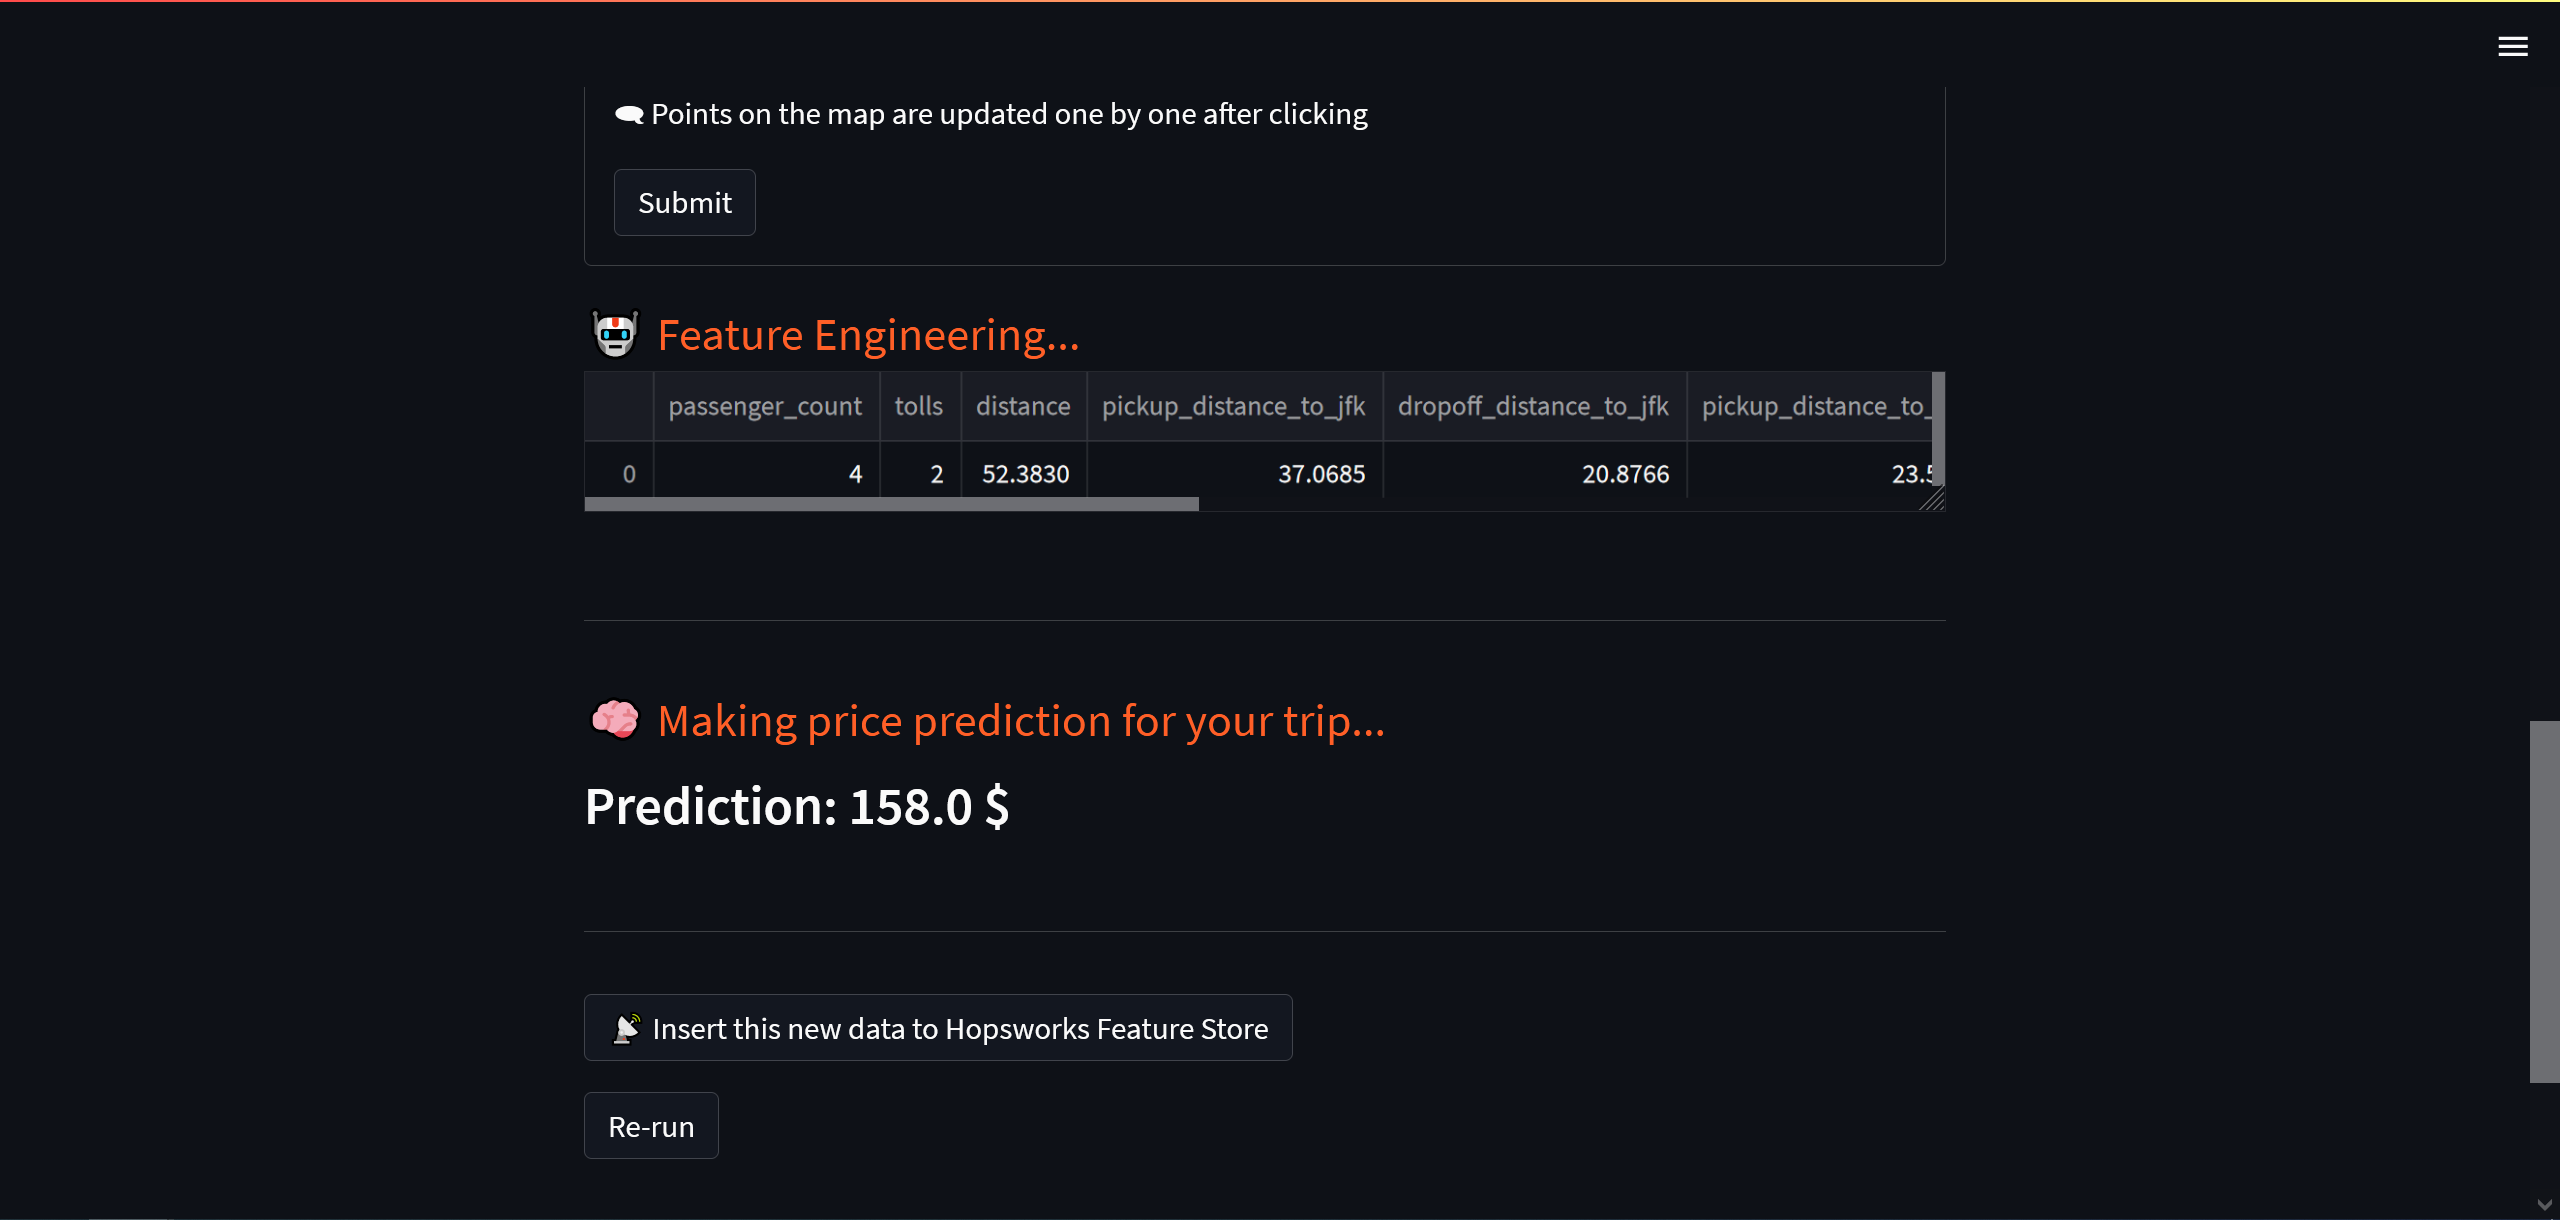 Points on the map are updated one by one after clicking
Submit
Feature Engineering...
passenger_count tolls distance pickup_distance_to_jfk dropoff_distance_to_jfk pickup_distance_to_
0 4 2 52.3830 37.0685 20.8766 23.5
Making price prediction for your trip...
Prediction: 158.0 $
Insert this new data to Hopsworks Feature Store
Re-run